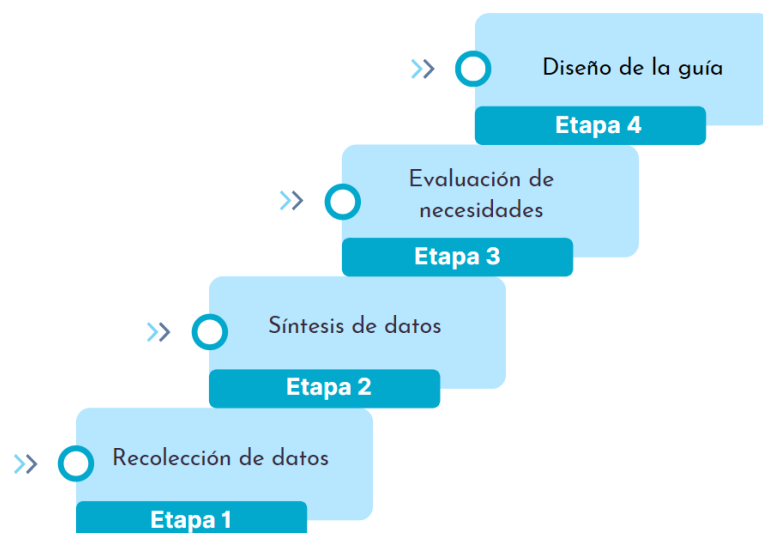 Diseño de la guía
Etapa 4
Evaluación de
necesidades
Etapa 3
Síntesis de datos
Etapa 2
Recolección de datos
Etapa 1